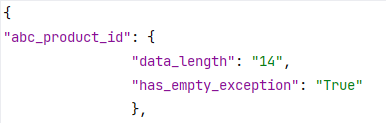 {
"abc_product_id": {
"data_length": "14",
"has_empty_exception": "True"
},